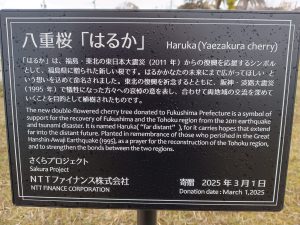 八重桜「はるか」 Haruka (Yaezakura cherry)
「はるか」は、福島・東北の東日本大震災（2011 年）からの復興を応援するシンボル
として、福島県に贈られた新しい桜です。はるかかなたの未来にまで広がってほしい と
いう想いを込めて命名されました。東北の復興を祈念するとともに、阪神・淡路大震災
（1995 年）で犠牲になった方々への哀悼の意を表し、合わせて両地域の交流を深めて
いくことを目的として植樹されたものです。
The new double-flowered cherry tree donated to Fukushima Prefecture is a symbol
of support for the recovery of Fukushima and the Tohoku region from the 2011 earthquake
and tsunami disaster. It is named Haruka("far distant" ), for it carries hopes that extend
far into the distant future. Planted in remembrance of those who perished in the Great
Hanshin-Awaji Earthquake (1995), as a prayer for the reconstruction of the Tohoku region,
and to strengthen the bonds between the two regions.
さくらプロジェクト
Sakura Project
NTTファイナンス株式会社 寄贈 2025 年 3 月 1 日
NTT FINANCE CORPORATION Donation date : March 1,2025